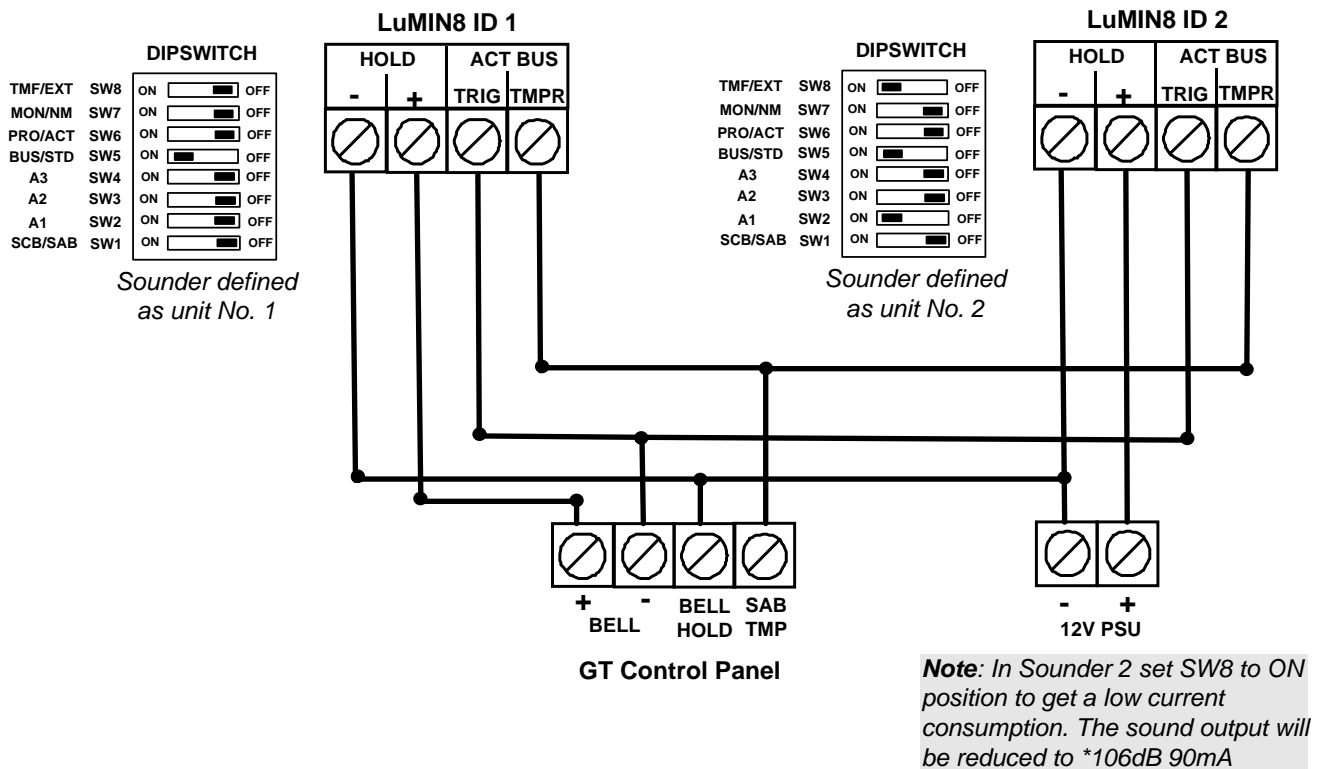 LuMIN8 ID 1
DIPSWITCH
TMF/EXT SW8 ON OFF
MON/NM SW7 ON OFF
PRO/ACT SW6 ON OFF
BUS/STD SW5 ON OFF
A3 SW4 ON OFF
A2 SW3 ON OFF
A1 SW2 ON OFF
SCB/SAB SW1 ON OFF
Sounder defined
as unit No. 1
HOLD ACT BUS
- + TRIG TMPR
LuMIN8 ID 2
DIPSWITCH
TMF/EXT SW8 ON OFF
MON/NM SW7 ON OFF
PRO/ACT SW6 ON OFF
BUS/STD SW5 ON OFF
A3 SW4 ON OFF
A2 SW3 ON OFF
A1 SW2 ON OFF
SCB/SAB SW1 ON OFF
Sounder defined
as unit No. 2
HOLD ACT BUS
- + TRIG TMPR
+ - BELL SAB
BELL HOLD TMP
GT Control Panel
- +
12V PSU
Note: In Sounder 2 set SW8 to ON
position to get a low current
consumption. The sound output will
be reduced to *106dB 90mA